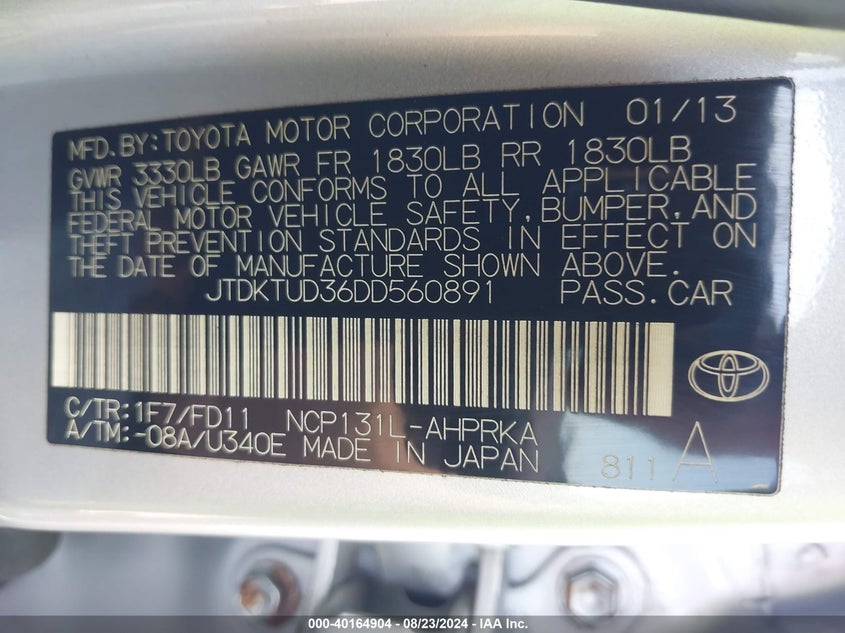 MFD.BY:TOYOTA MOTOR CORPORATION 01/13
GVWR 3330LB GAWR FR 1830LB RR 1830LB
THIS VEHICLE CONFORMS TO ALL APPLICABLE
FEDERAL MOTOR VEHICLE SAFETY,BUMPER,AND
THEFT PREVENTION STANDARDS IN EFFECT ON
THE DATE OF MANUFACTURE SHOWN ABOVE.
JTDKTUD36DD560891 PASS.CAR
C/TR:1F7/FD11 NCP131L-AHPRKA
A/TM:-08A/U340E MADE IN JAPAN 811A
000-40164904 - 08/23/2024 - IAA Inc.